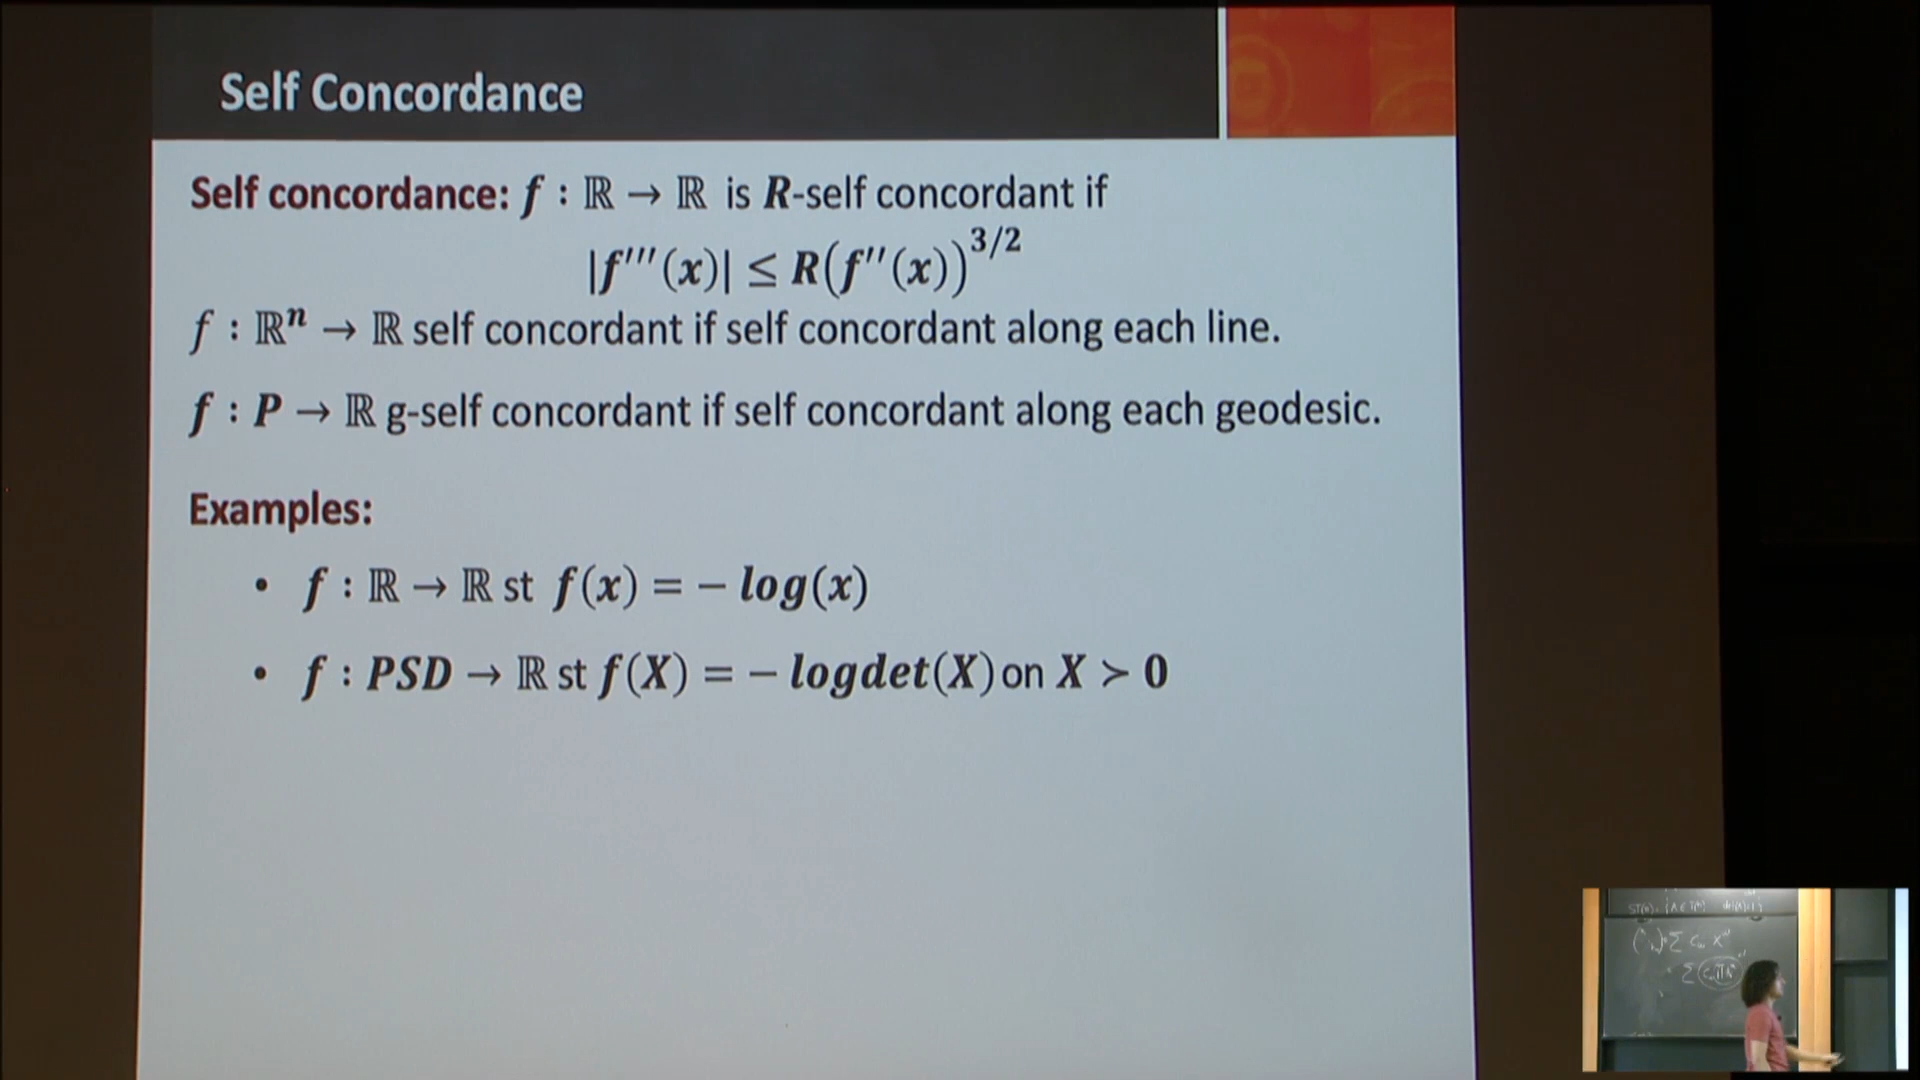 Self Concordance
Self concordance: f : ℝ → ℝ is R-self concordant if
|f′′′(x)| ≤ R(f′′(x))^{3/2}
f : ℝⁿ → ℝ self concordant if self concordant along each line.
f : P → ℝ g-self concordant if self concordant along each geodesic.
Examples:
• f : ℝ → ℝ st f(x) = − log(x)
• f : PSD → ℝ st f(X) = − logdet(X) on X ≻ 0